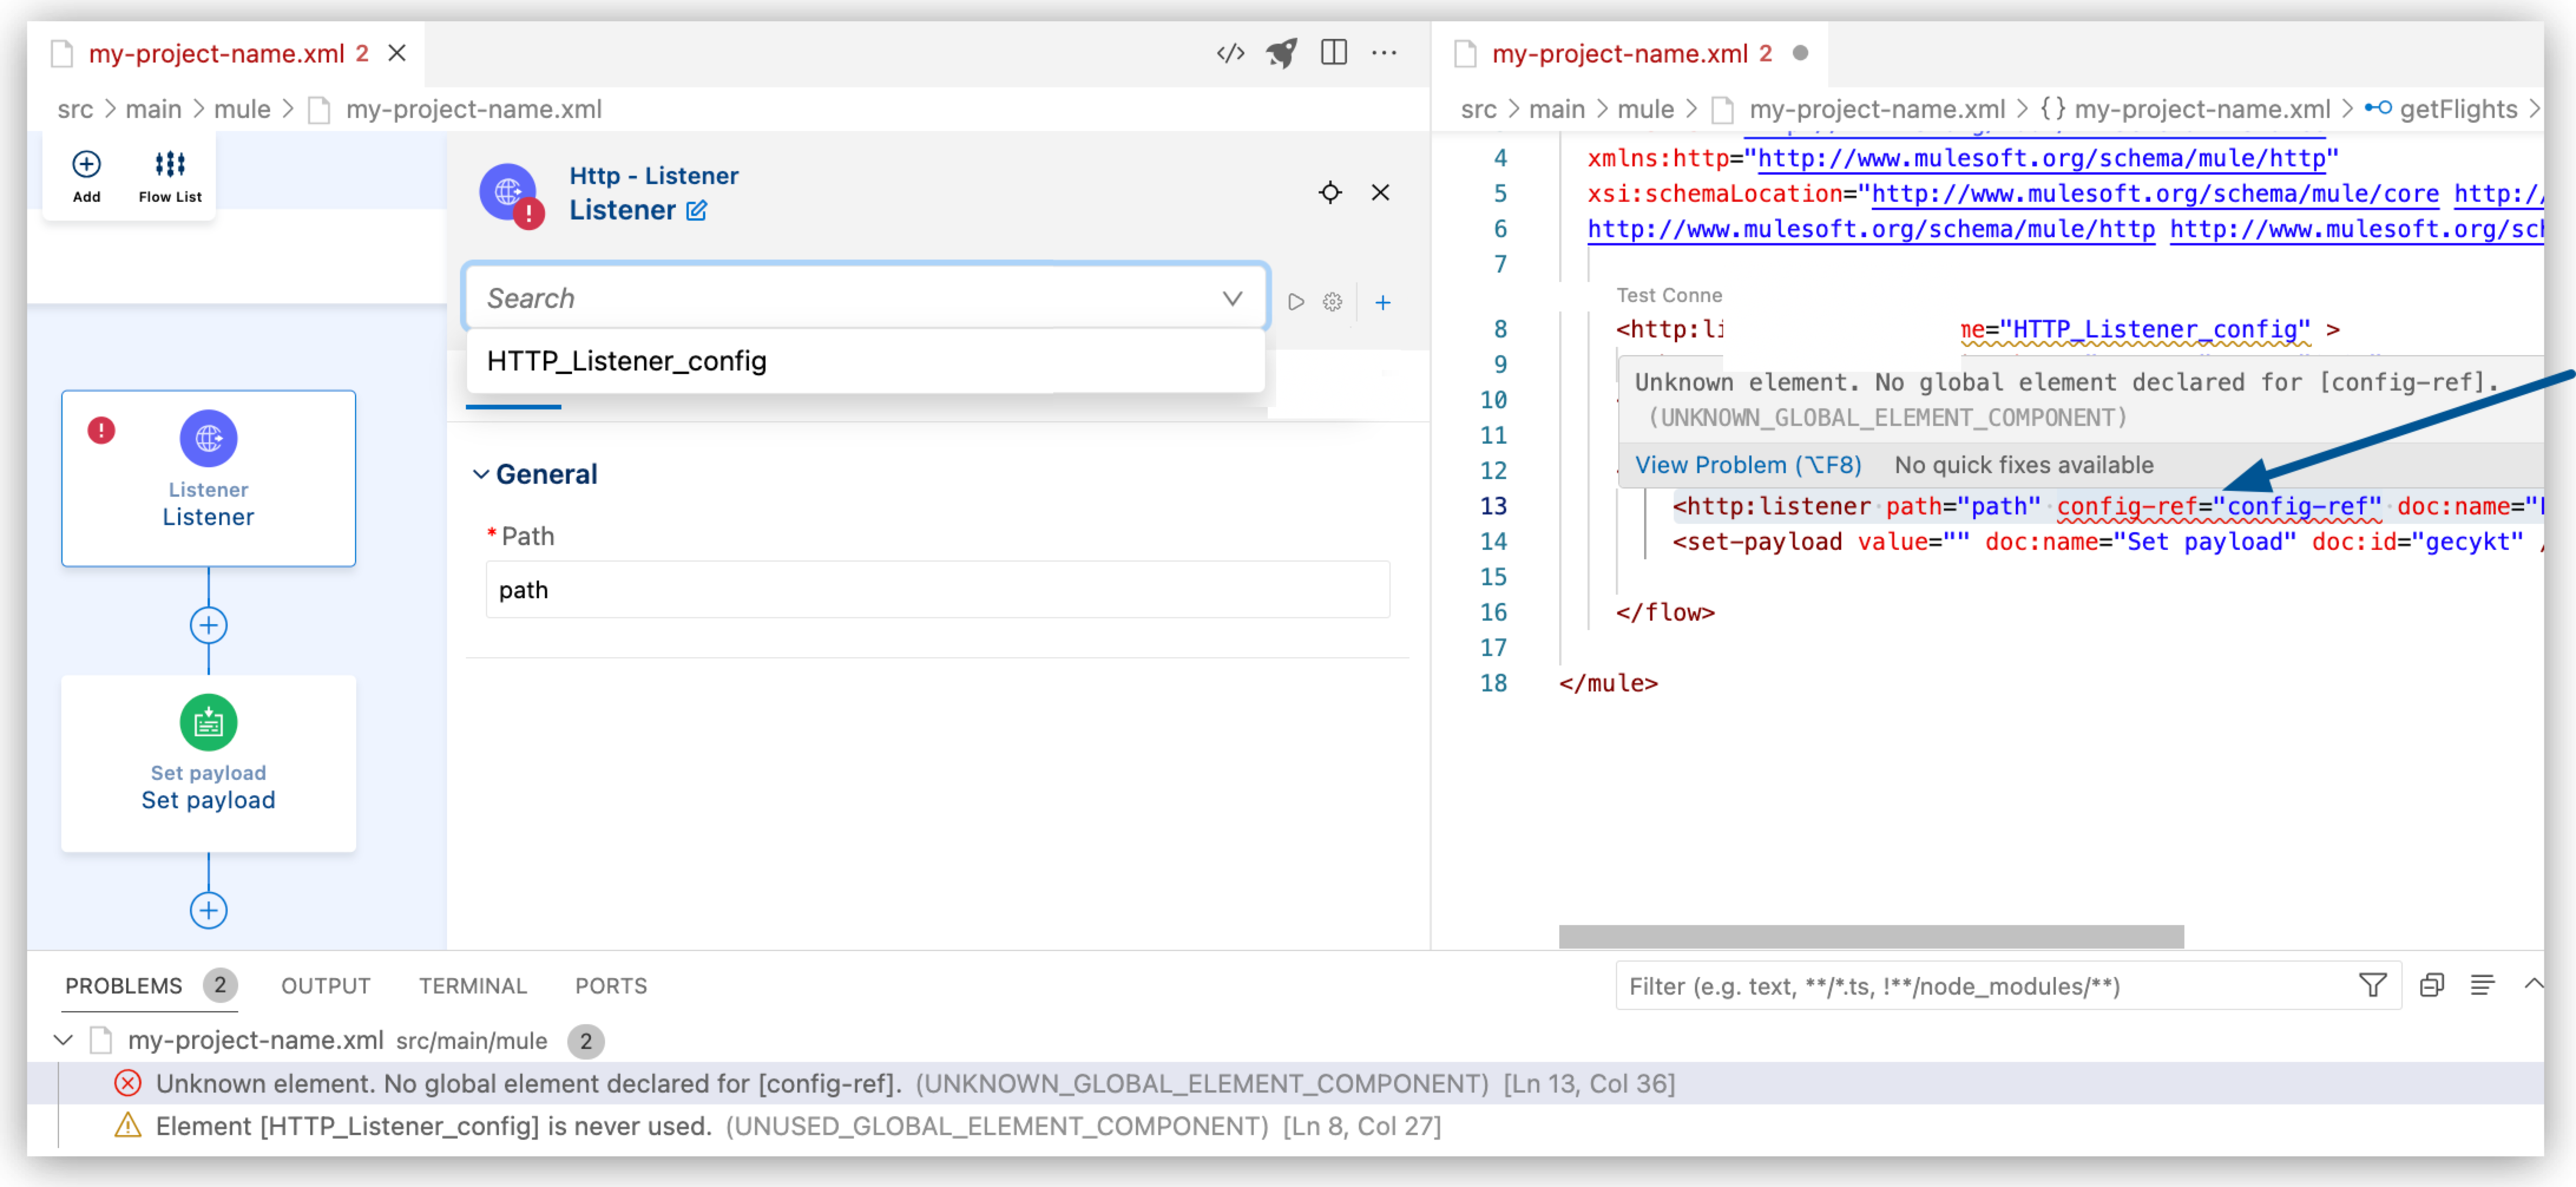 my-project-name.xml 2
src > main > mule > my-project-name.xml
Add
Flow List
Http - Listener
Listener
Search
HTTP_Listener_config
Listener
Listener
Set payload
Set payload
General
* Path
path
my-project-name.xml 2
src > main > mule > my-project-name.xml > {} my-project-name.xml > getFlights >
4 xmlns:http="http://www.mulesoft.org/schema/mule/http"
5 xsi:schemaLocation="http://www.mulesoft.org/schema/mule/core http:/
6 http://www.mulesoft.org/schema/mule/http http://www.mulesoft.org/sch
7
Test Conne
8 <http:li me="HTTP_Listener_config" >
9
Unknown element. No global element declared for [config-ref].
10
(UNKNOWN_GLOBAL_ELEMENT_COMPONENT)
11
12 View Problem (⌥F8) No quick fixes available
13 <http:listener path="path" config-ref="config-ref" doc:name="
14 <set-payload value="" doc:name="Set payload" doc:id="gecykt" /
15
16 </flow>
17
18 </mule>
PROBLEMS 2 OUTPUT TERMINAL PORTS
Filter (e.g. text, **/*.ts, !**/node_modules/**)
my-project-name.xml src/main/mule 2
Unknown element. No global element declared for [config-ref]. (UNKNOWN_GLOBAL_ELEMENT_COMPONENT) [Ln 13, Col 36]
Element [HTTP_Listener_config] is never used. (UNUSED_GLOBAL_ELEMENT_COMPONENT) [Ln 8, Col 27]